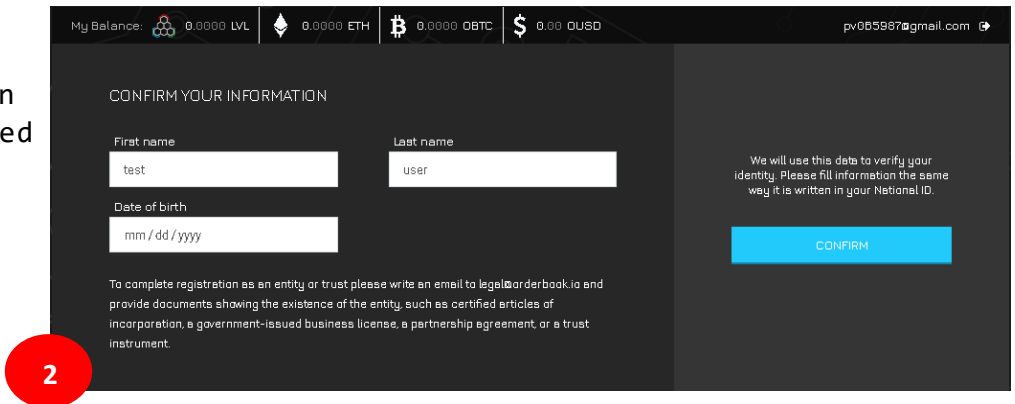 My Balance: 0.0000 LVL 0.0000 ETH 0.0000 OBTC $ 0.00 OUSD pv065987@gmail.com
n
ed
CONFIRM YOUR INFORMATION
First name Last name
test user
Date of birth
mm / dd / yyyy
To complete registration as an entity or trust please write an email to legal@orderbook.io and
provide documents showing the existence of the entity, such as certified articles of
incorporation, a government-issued business license, a partnership agreement, or a trust
instrument.
We will use this data to verify your
identity. Please fill information the same
way it is written in your National ID.
CONFIRM
2